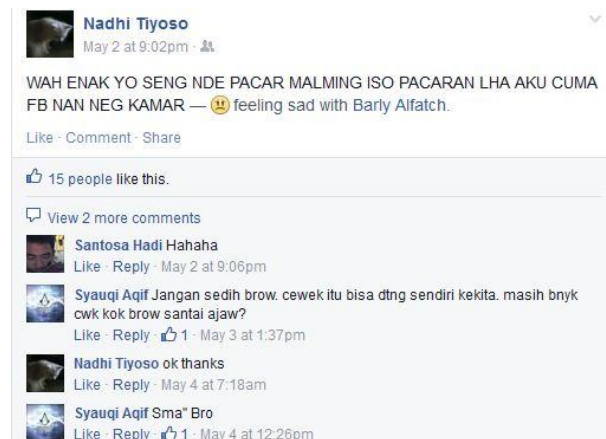 Nadhi Tiyoso
May 2 at 9:02pm ·
WAH ENAK YO SENG NDE PACAR MALMING ISO PACARAN LHA AKU CUMA
FB NAN NEG KAMAR — feeling sad with Barly Alfatch.
Like · Comment · Share
15 people like this.
View 2 more comments
Santosa Hadi Hahaha
Like · Reply · May 2 at 9:06pm
Syauqi Aqif Jangan sedih brow. cewek itu bisa dtng sendiri kekita. masih bnyk
cwk kok brow santai ajaw?
Like · Reply · 1 · May 3 at 1:37pm
Nadhi Tiyoso ok thanks
Like · Reply · May 4 at 7:18am
Syauqi Aqif Sma" Bro
Like · Reply · 1 · May 4 at 12:26pm